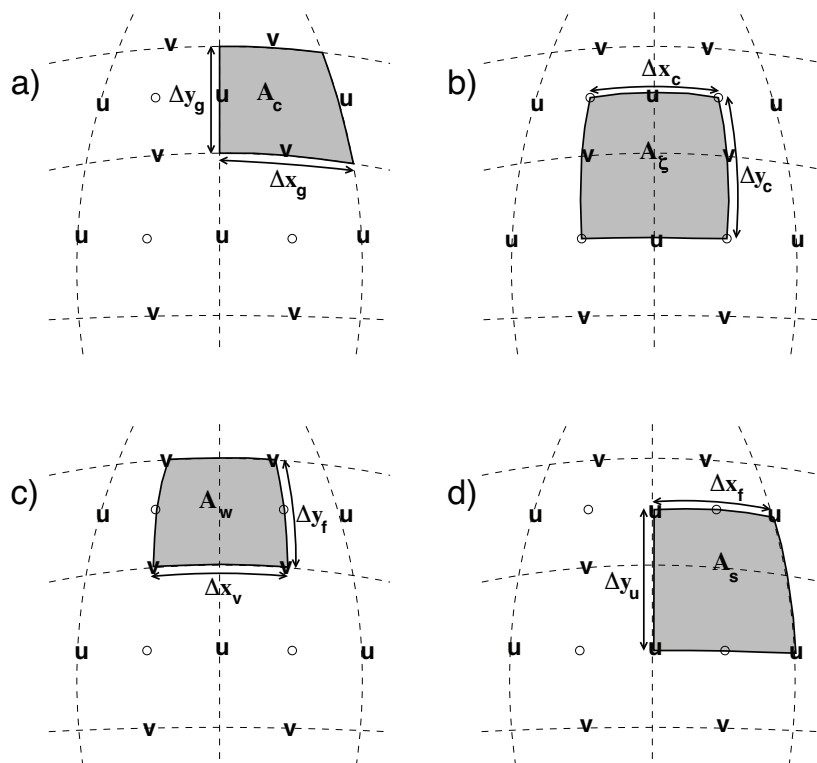 a)
v v
u Δy_g u A_c u
v v
Δx_g
u u u
v v
b)
v v
Δx_c
u u u
v A_ζ v
Δy_c
u u u
v v
c)
v v
u A_w Δy_f u
v v
Δx_v
u u u
v v
d)
v v
Δx_f
u u u
v A_s
Δy_u
u u u
v v